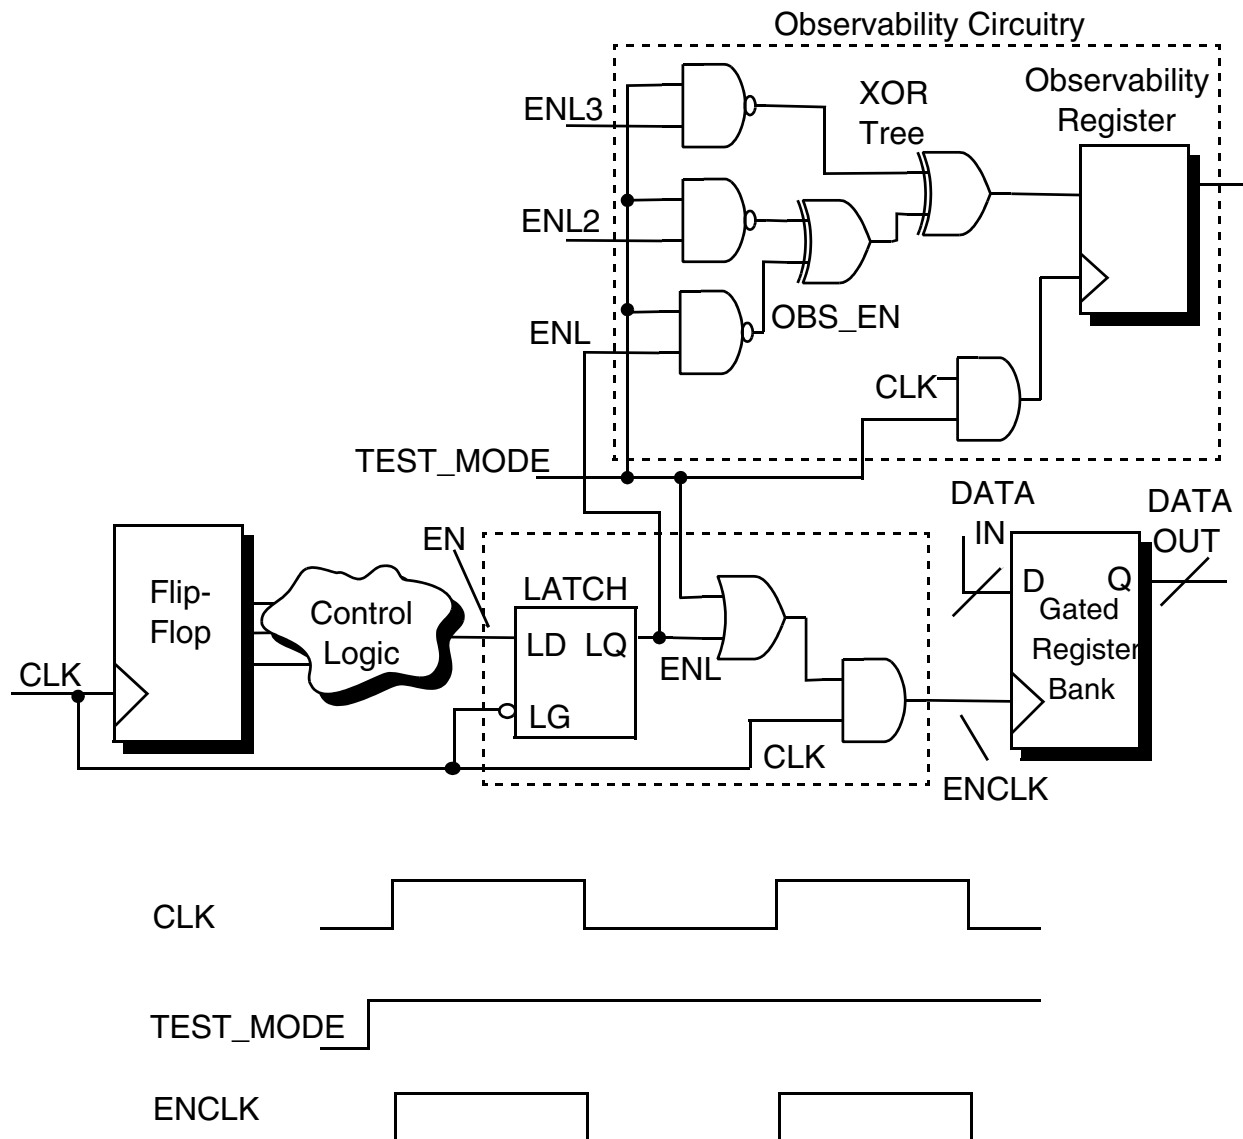 Observability Circuitry
Observability
Register
XOR
Tree
ENL3
ENL2
ENL
OBS_EN
CLK
TEST_MODE
DATA
IN
DATA
OUT
EN
LATCH
Flip-
Flop
Control
Logic
LD LQ
LG
ENL
CLK
CLK
D Q
Gated
Register
Bank
ENCLK
CLK
TEST_MODE
ENCLK